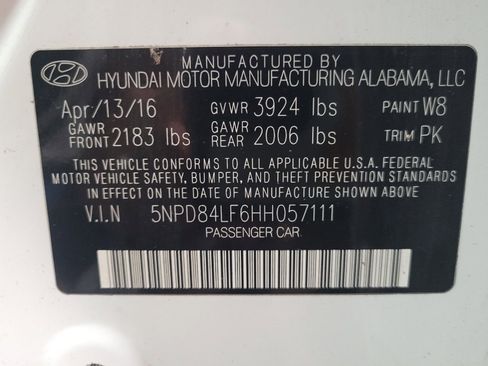 MANUFACTURED BY
HYUNDAI MOTOR MANUFACTURING ALABAMA, LLC
Apr/13/16 GVWR 3924 lbs PAINT W8
GAWR FRONT 2183 lbs GAWR REAR 2006 lbs TRIM PK
THIS VEHICLE CONFORMS TO ALL APPLICABLE U.S.A. FEDERAL
MOTOR VEHICLE SAFETY, BUMPER, AND THEFT PREVENTION STANDARDS
IN EFFECT ON THE DATE OF MANUFACTURE SHOWN ABOVE.
V.I.N 5NPD84LF6HH057111
PASSENGER CAR